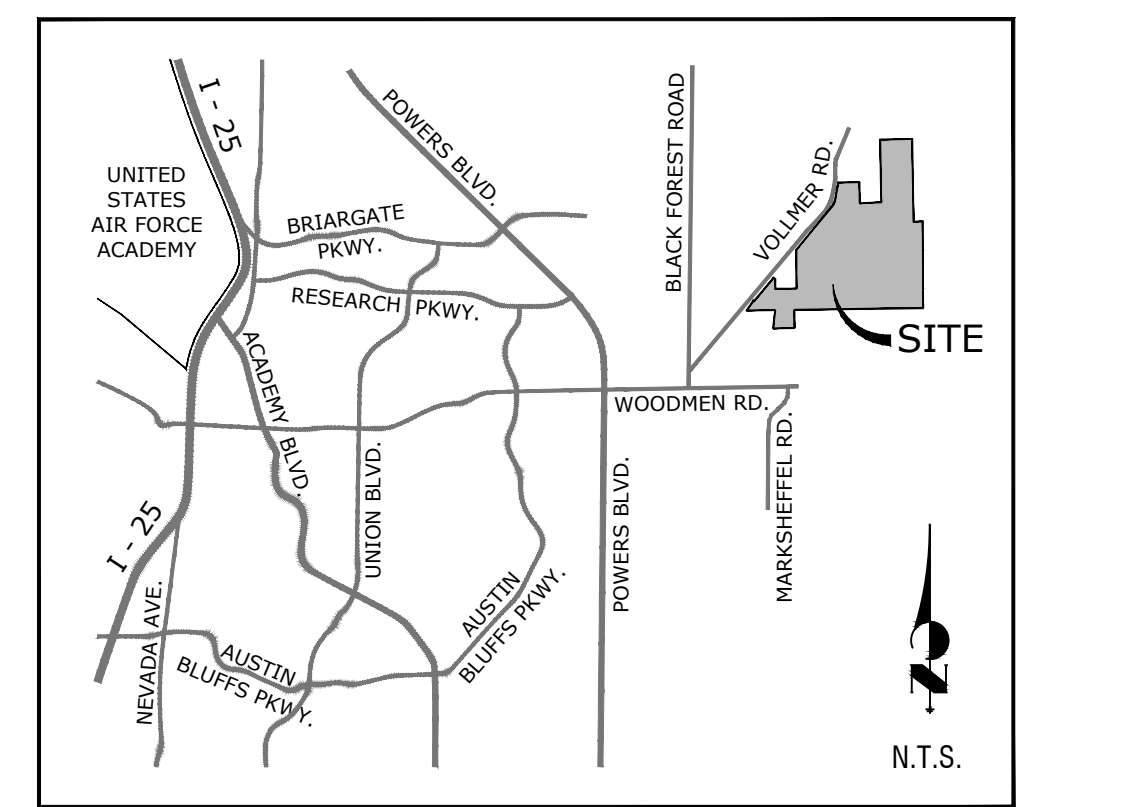 I - 25
POWERS BLVD.
BLACK FOREST ROAD
VOLLMER RD.
UNITED
STATES
AIR FORCE
ACADEMY
BRIARGATE
PKWY.
RESEARCH PKWY.
SITE
ACADEMY BLVD.
WOODMEN RD.
UNION BLVD.
POWERS BLVD.
MARKSHEFFEL RD.
I - 25
NEVADA AVE.
AUSTIN
BLUFFS PKWY.
AUSTIN
BLUFFS PKWY.
N
N.T.S.